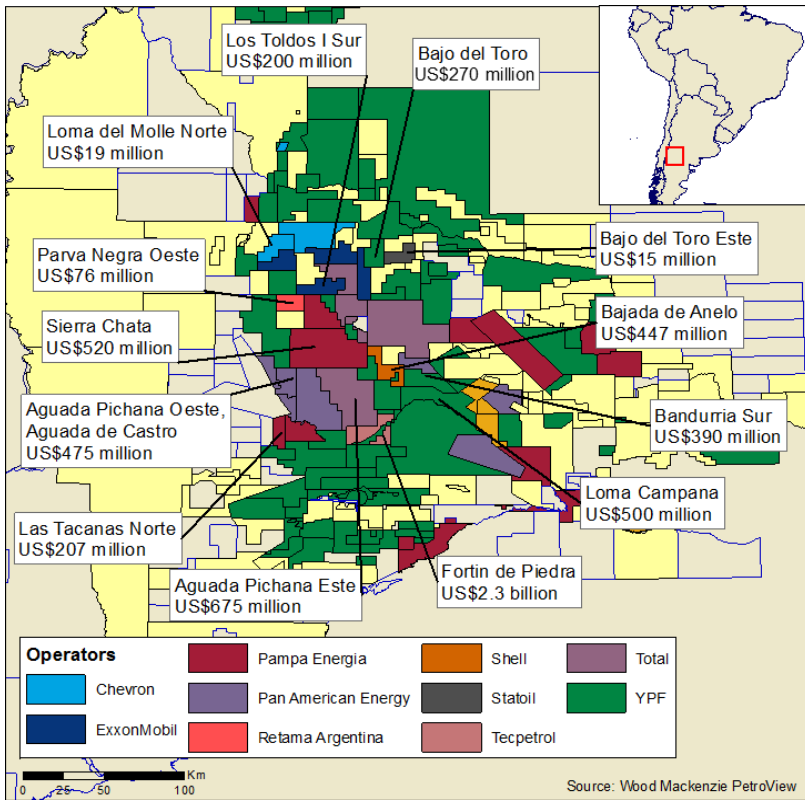 Los Toldos I Sur
US$200 million
Bajo del Toro
US$270 million
Loma del Molle Norte
US$19 million
Parva Negra Oeste
US$76 million
Bajo del Toro Este
US$15 million
Sierra Chata
US$520 million
Bajada de Anelo
US$447 million
Aguada Pichana Oeste,
Aguada de Castro
US$475 million
Bandurria Sur
US$390 million
Loma Campana
US$500 million
Las Tacanas Norte
US$207 million
Aguada Pichana Este
US$675 million
Fortin de Piedra
US$2.3 billion
Operators
Chevron
ExxonMobil
Pampa Energia
Pan American Energy
Retama Argentina
Shell
Statoil
Tecpetrol
Total
YPF
Km
0 25 50 100
Source: Wood Mackenzie PetroView